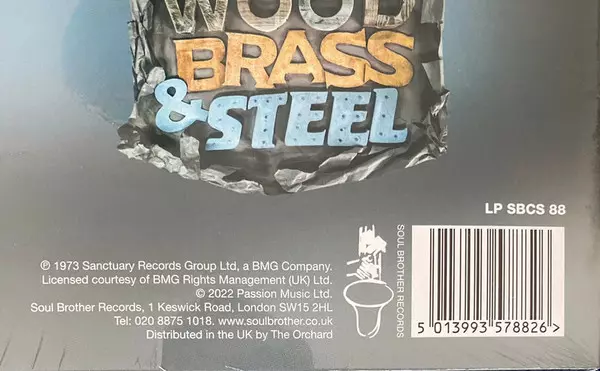 WOOD
BRASS
& STEEL
LP SBCS 88
℗ 1973 Sanctuary Records Group Ltd, a BMG Company.
Licensed courtesy of BMG Rights Management (UK) Ltd.
© 2022 Passion Music Ltd.
Soul Brother Records, 1 Keswick Road, London SW15 2HL
Tel: 020 8875 1018. www.soulbrother.co.uk
Distributed in the UK by The Orchard
SOUL BROTHER RECORDS
5 013993 578826 >